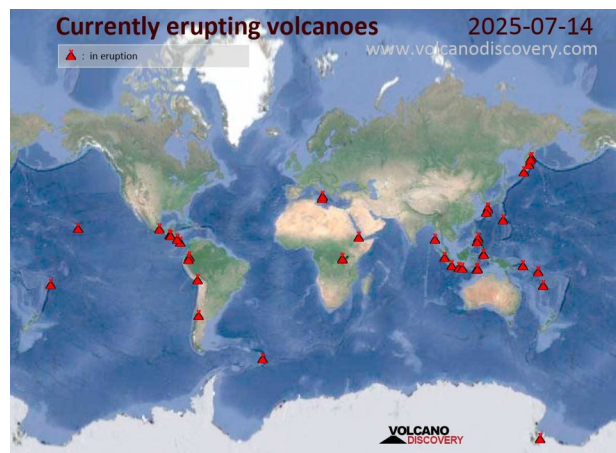 Currently erupting volcanoes 2025-07-14
: in eruption www.volcanodiscovery.com
VOLCANO
DISCOVERY